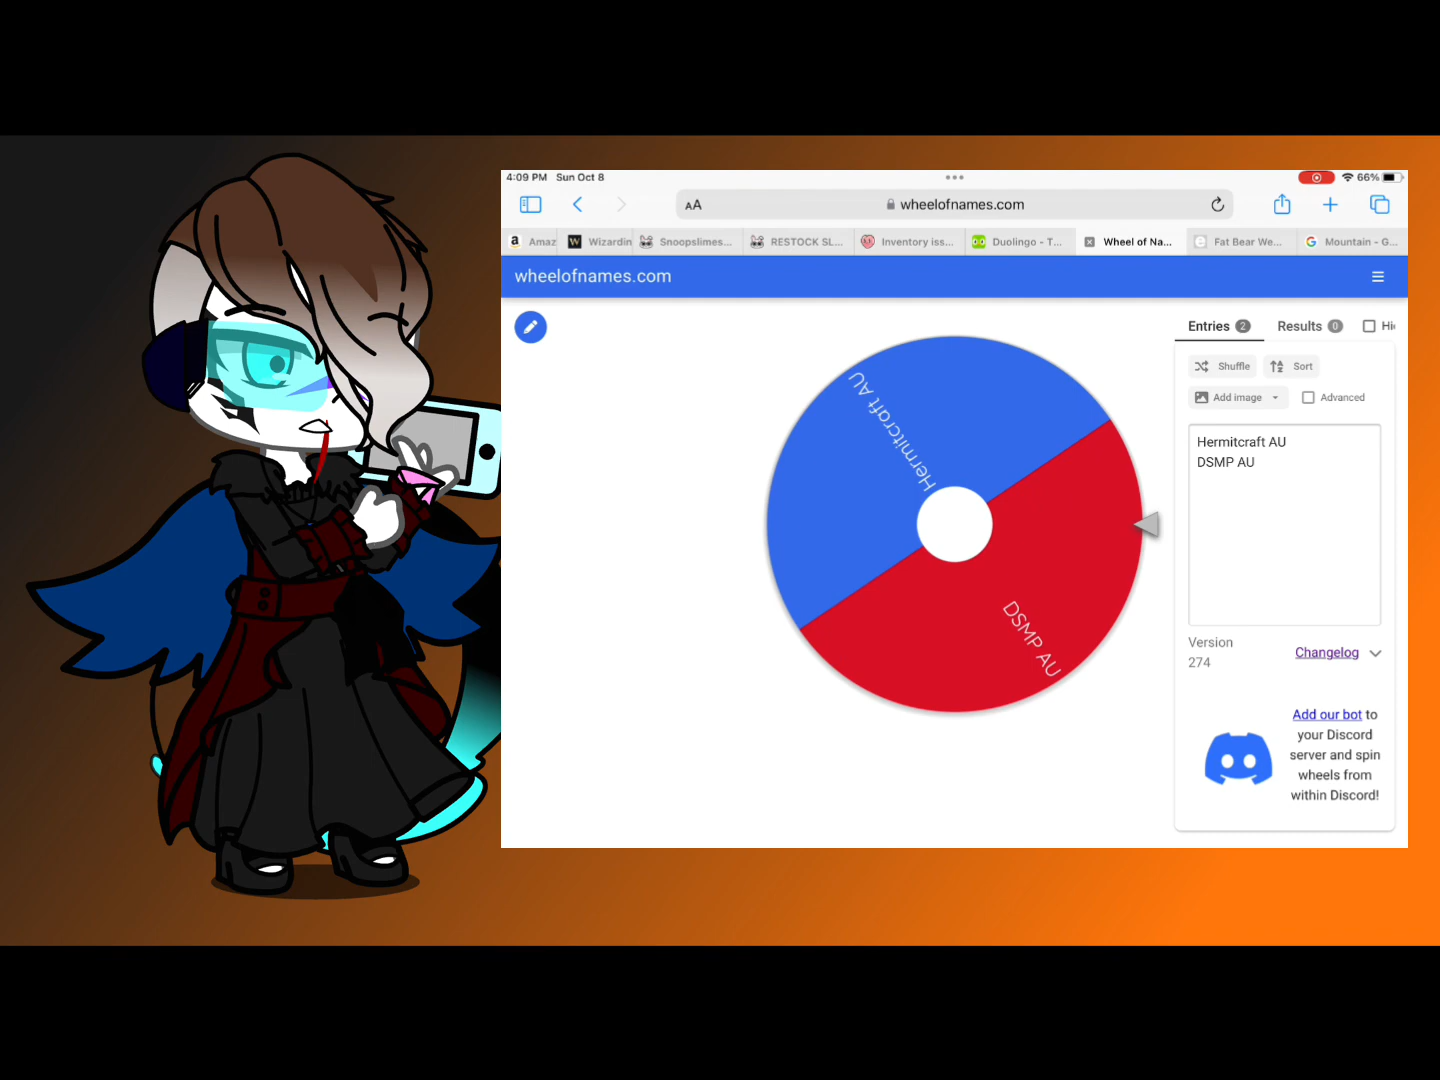 4:09 PM Sun Oct 8
66%
AA wheelofnames.com
a Amaz W Wizardin Snoopslimes... RESTOCK SL... Inventory iss... Duolingo - T... Wheel of Na... Fat Bear We... G Mountain - G...
wheelofnames.com
Entries 2 Results 0 Hi
Shuffle Sort
Add image Advanced
Hermitcraft AU
DSMP AU
Hermitcraft AU
DSMP AU
Version
274
Changelog
Add our bot to
your Discord
server and spin
wheels from
within Discord!